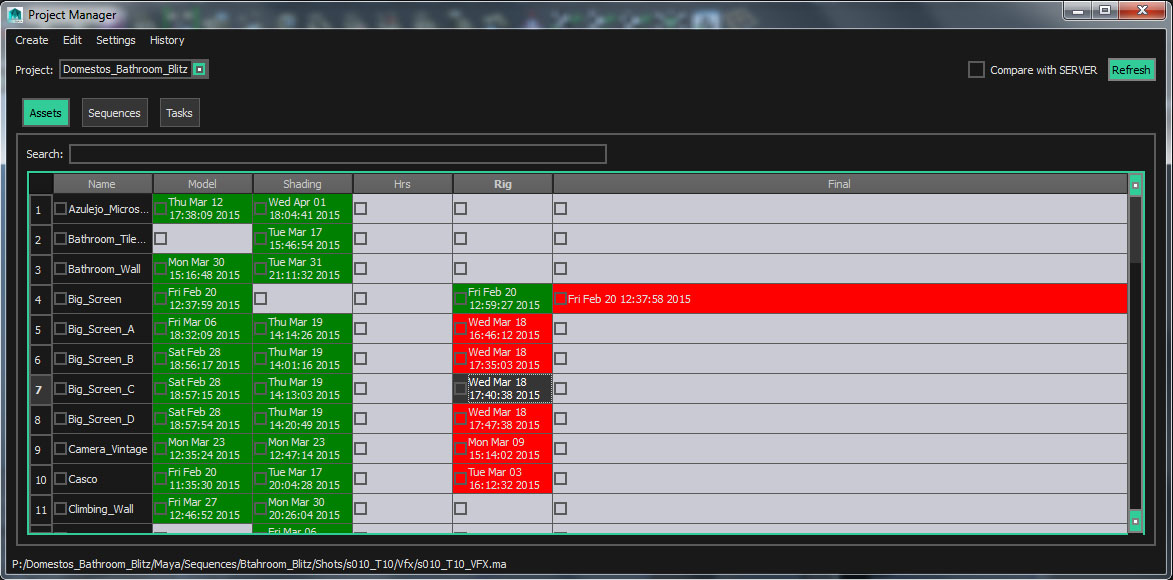 Project Manager
Create Edit Settings History
Project: Domestos_Bathroom_Blitz Compare with SERVER Refresh
Assets Sequences Tasks
Search:
Name Model Shading Hrs Rig Final
1 Azulejo_Micros... Thu Mar 12 17:38:09 2015 Wed Apr 01 18:04:41 2015
2 Bathroom_Tile... Tue Mar 17 15:46:54 2015
3 Bathroom_Wall Mon Mar 30 15:16:48 2015 Tue Mar 31 21:11:32 2015
4 Big_Screen Fri Feb 20 12:37:59 2015 Fri Feb 20 12:59:27 2015 Fri Feb 20 12:37:58 2015
5 Big_Screen_A Fri Mar 06 18:32:09 2015 Thu Mar 19 14:14:26 2015 Wed Mar 18 16:46:12 2015
6 Big_Screen_B Sat Feb 28 18:56:17 2015 Thu Mar 19 14:01:16 2015 Wed Mar 18 17:35:03 2015
7 Big_Screen_C Sat Feb 28 18:57:15 2015 Thu Mar 19 14:13:03 2015 Wed Mar 18 17:40:38 2015
8 Big_Screen_D Sat Feb 28 18:57:54 2015 Thu Mar 19 14:20:49 2015 Wed Mar 18 17:47:38 2015
9 Camera_Vintage Mon Mar 23 12:35:24 2015 Mon Mar 23 12:47:14 2015 Mon Mar 09 15:14:02 2015
10 Casco Fri Feb 20 11:35:30 2015 Tue Mar 17 20:04:28 2015 Tue Mar 03 16:12:32 2015
11 Climbing_Wall Fri Mar 27 12:46:52 2015 Mon Mar 30 20:26:04 2015
Fri Mar 06
P:/Domestos_Bathroom_Blitz/Maya/Sequences/Btahroom_Blitz/Shots/s010_T10/Vfx/s010_T10_VFX.ma